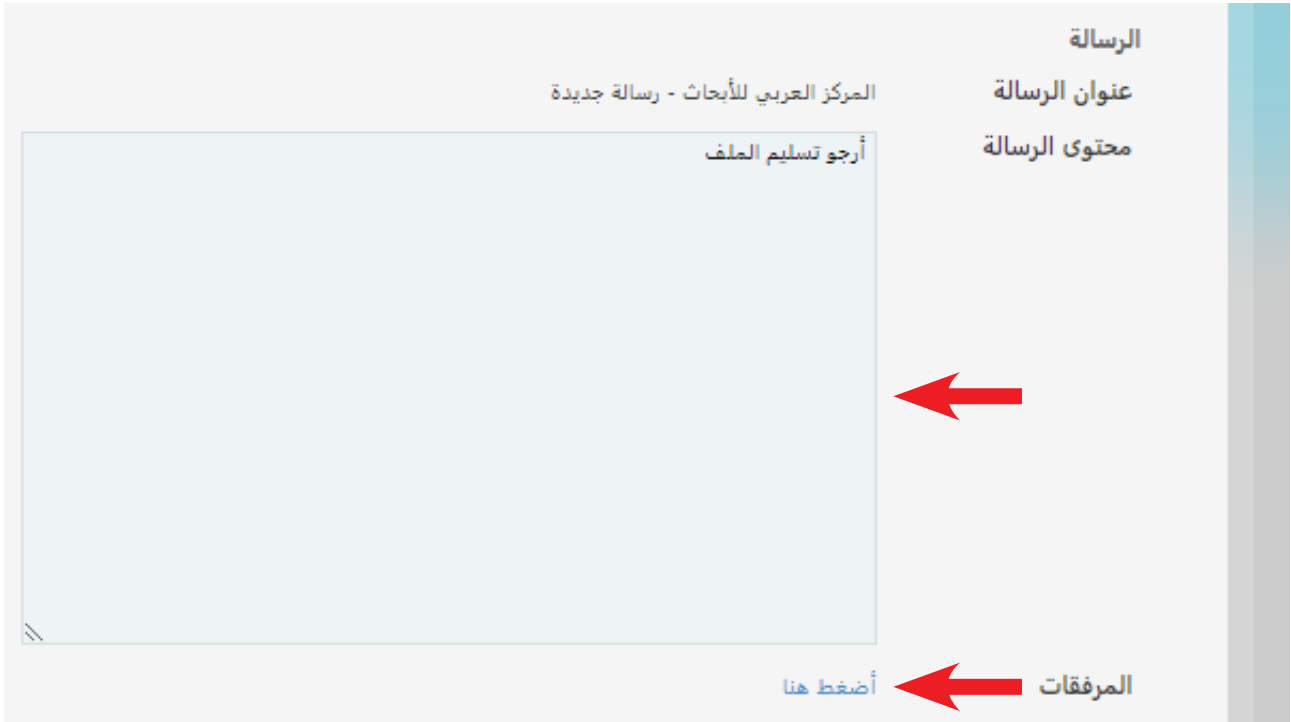 الرسالة
عنوان الرسالة المركز العربي للأبحاث - رسالة جديدة
محتوى الرسالة أرجو تسليم الملف
المرفقات أضغط هنا